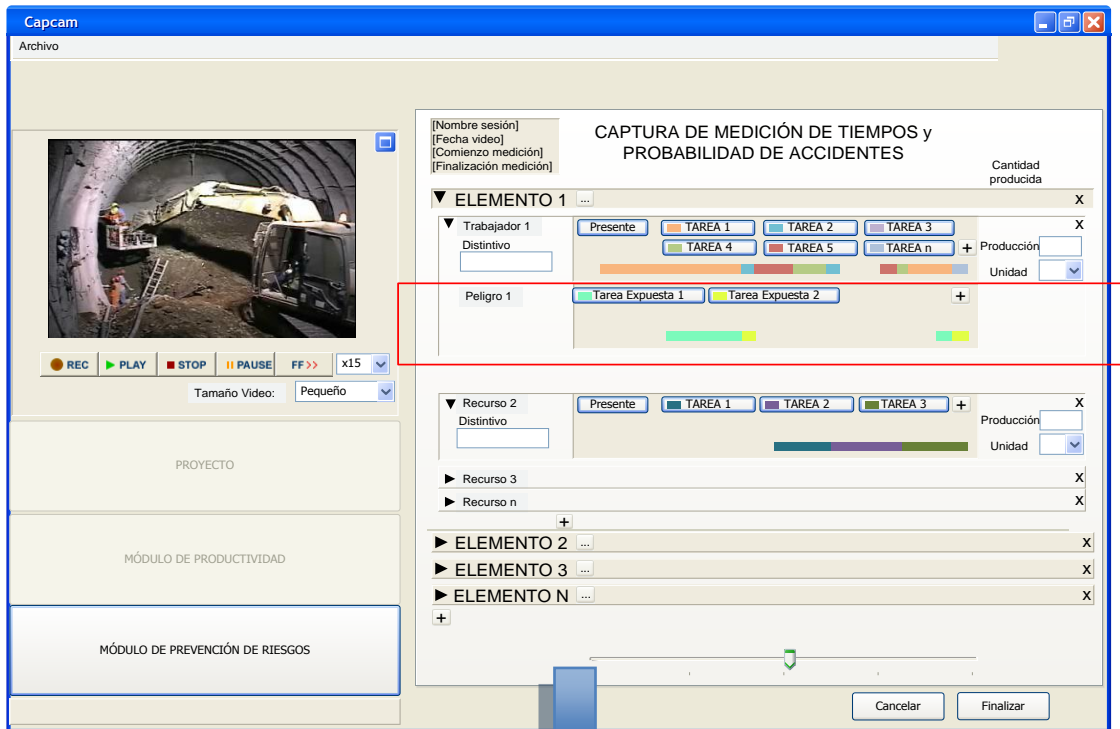 Capcam
Archivo
[Nombre sesión]
[Fecha video]
[Comienzo medición]
[Finalización medición]
CAPTURA DE MEDICIÓN DE TIEMPOS y
PROBABILIDAD DE ACCIDENTES
Cantidad
producida
ELEMENTO 1 ... x
Trabajador 1 Presente TAREA 1 TAREA 2 TAREA 3 x
Distintivo TAREA 4 TAREA 5 TAREA n + Producción
Unidad
Peligro 1 Tarea Expuesta 1 Tarea Expuesta 2 +
REC PLAY STOP PAUSE FF>> x15
Tamaño Video: Pequeño
Recurso 2 Presente TAREA 1 TAREA 2 TAREA 3 + x
Distintivo Producción
Unidad
Recurso 3 x
Recurso n x
+
ELEMENTO 2 ... x
ELEMENTO 3 ... x
ELEMENTO N ... x
+
PROYECTO
MÓDULO DE PRODUCTIVIDAD
MÓDULO DE PREVENCIÓN DE RIESGOS
Cancelar Finalizar